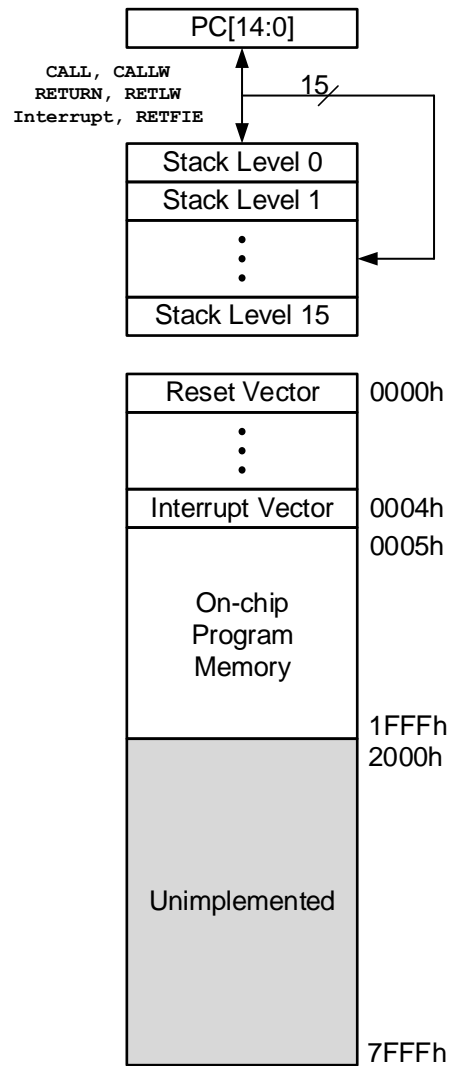 PC[14:0]
CALL, CALLW
RETURN, RETLW
Interrupt, RETFIE
15
Stack Level 0
Stack Level 1
Stack Level 15
Reset Vector
0000h
Interrupt Vector
0004h
0005h
On-chip
Program
Memory
1FFFh
2000h
Unimplemented
7FFFh